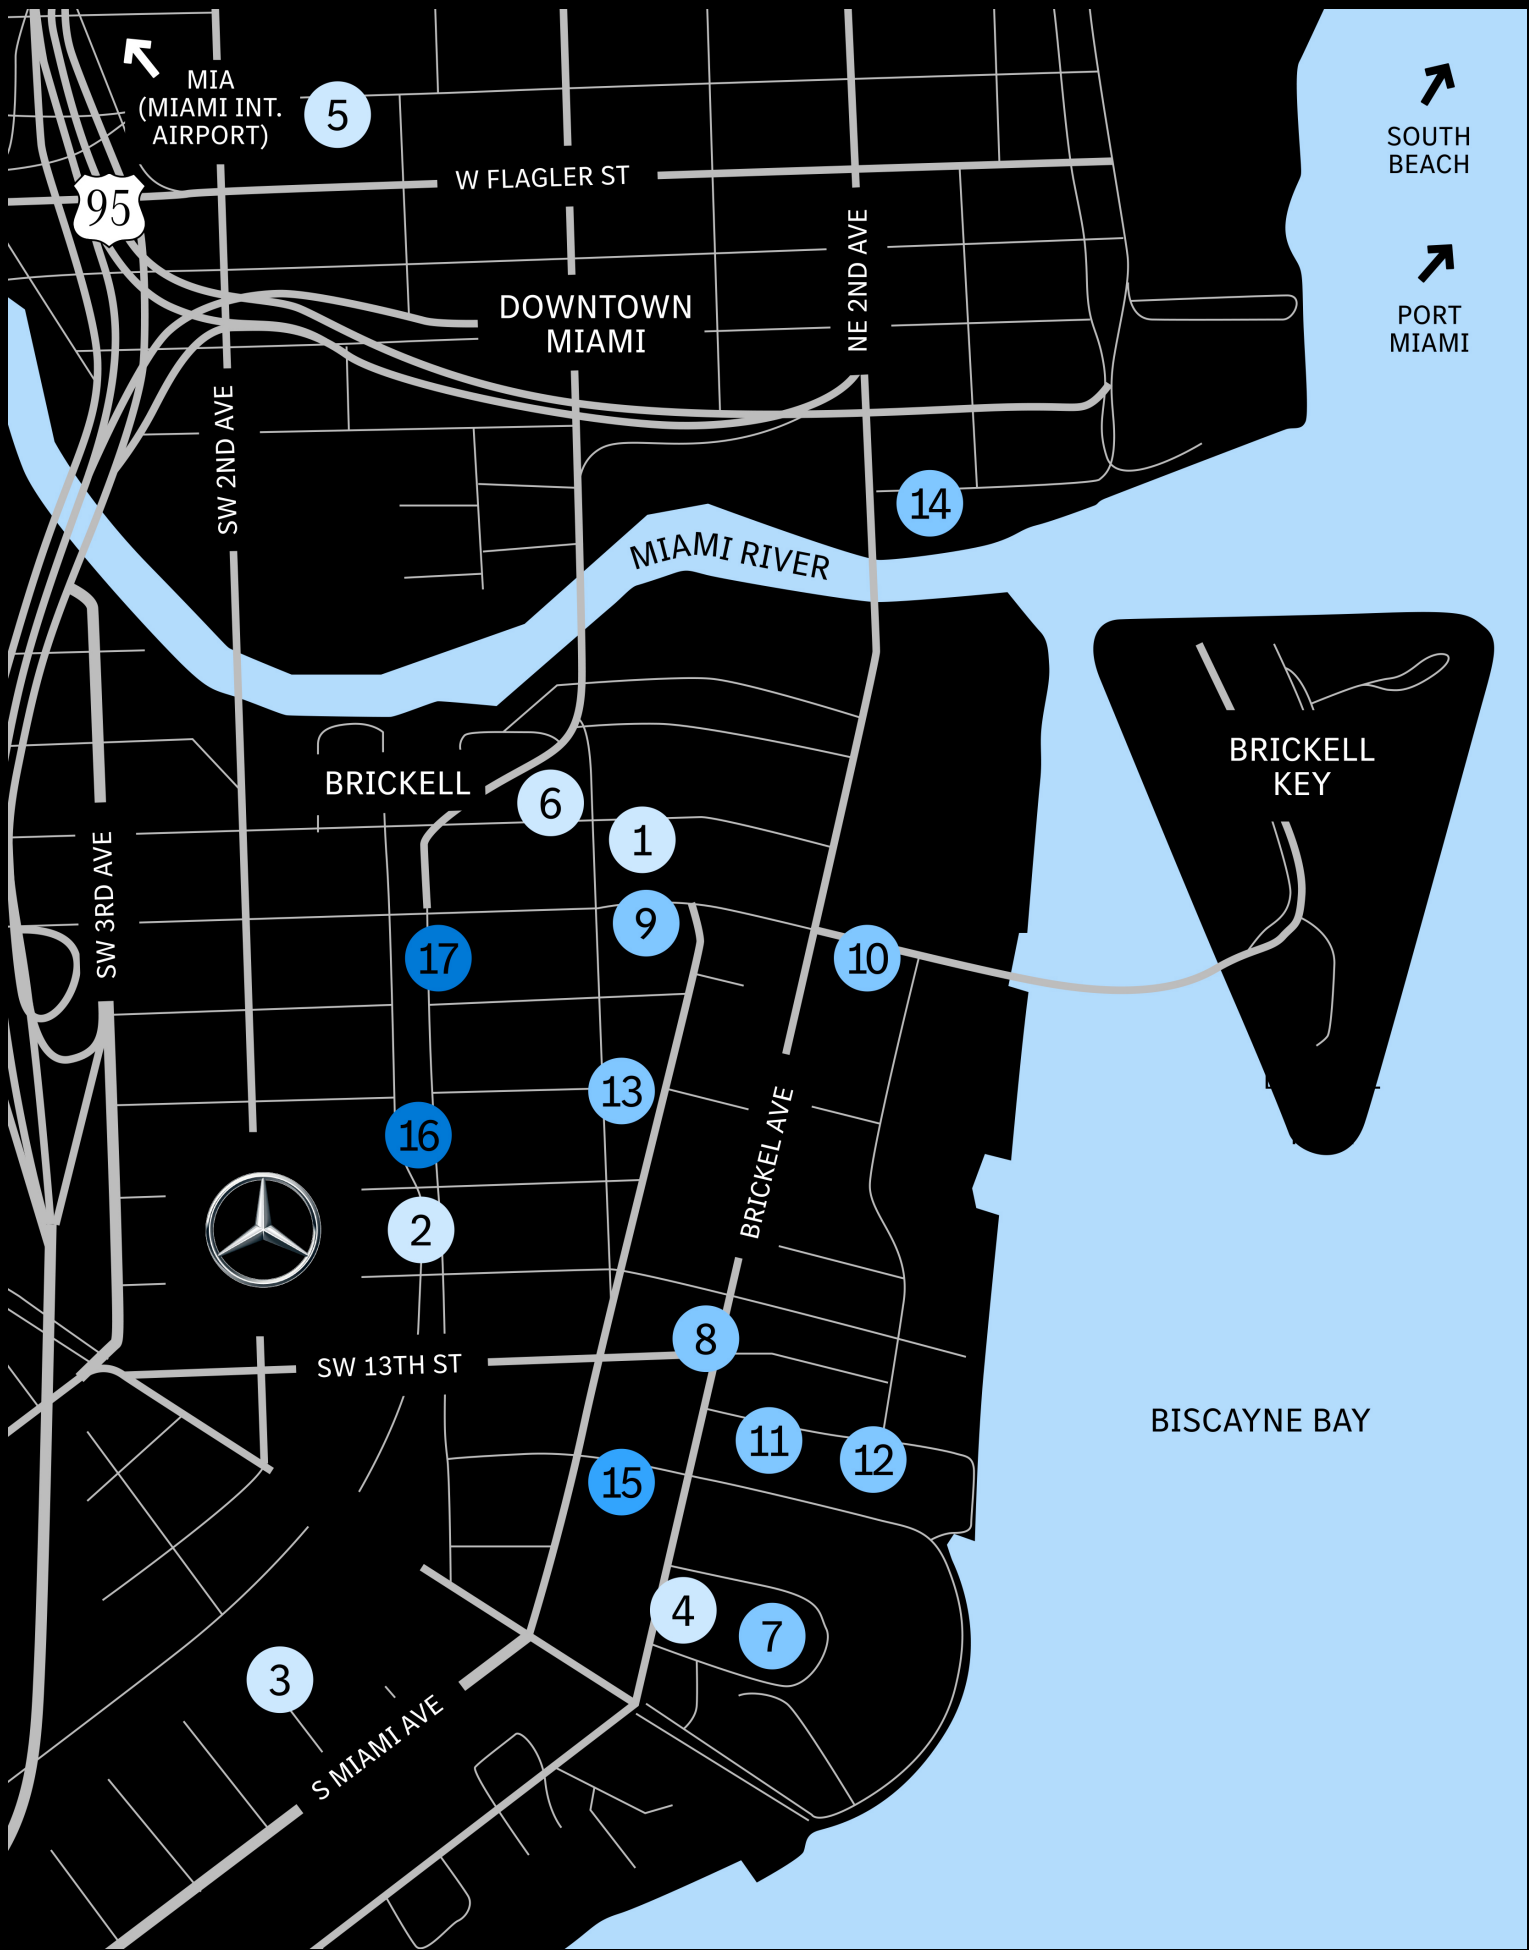 MIA
(MIAMI INT.
AIRPORT)
5
SOUTH
BEACH
W FLAGLER ST
95
NE 2ND AVE
PORT
MIAMI
DOWNTOWN
MIAMI
SW 2ND AVE
14
MIAMI RIVER
BRICKELL
KEY
BRICKELL
6
1
SW 3RD AVE
9
17
10
13
16
BRICKEL AVE
2
8
SW 13TH ST
BISCAYNE BAY
11
12
15
4
7
3
S MIAMI AVE